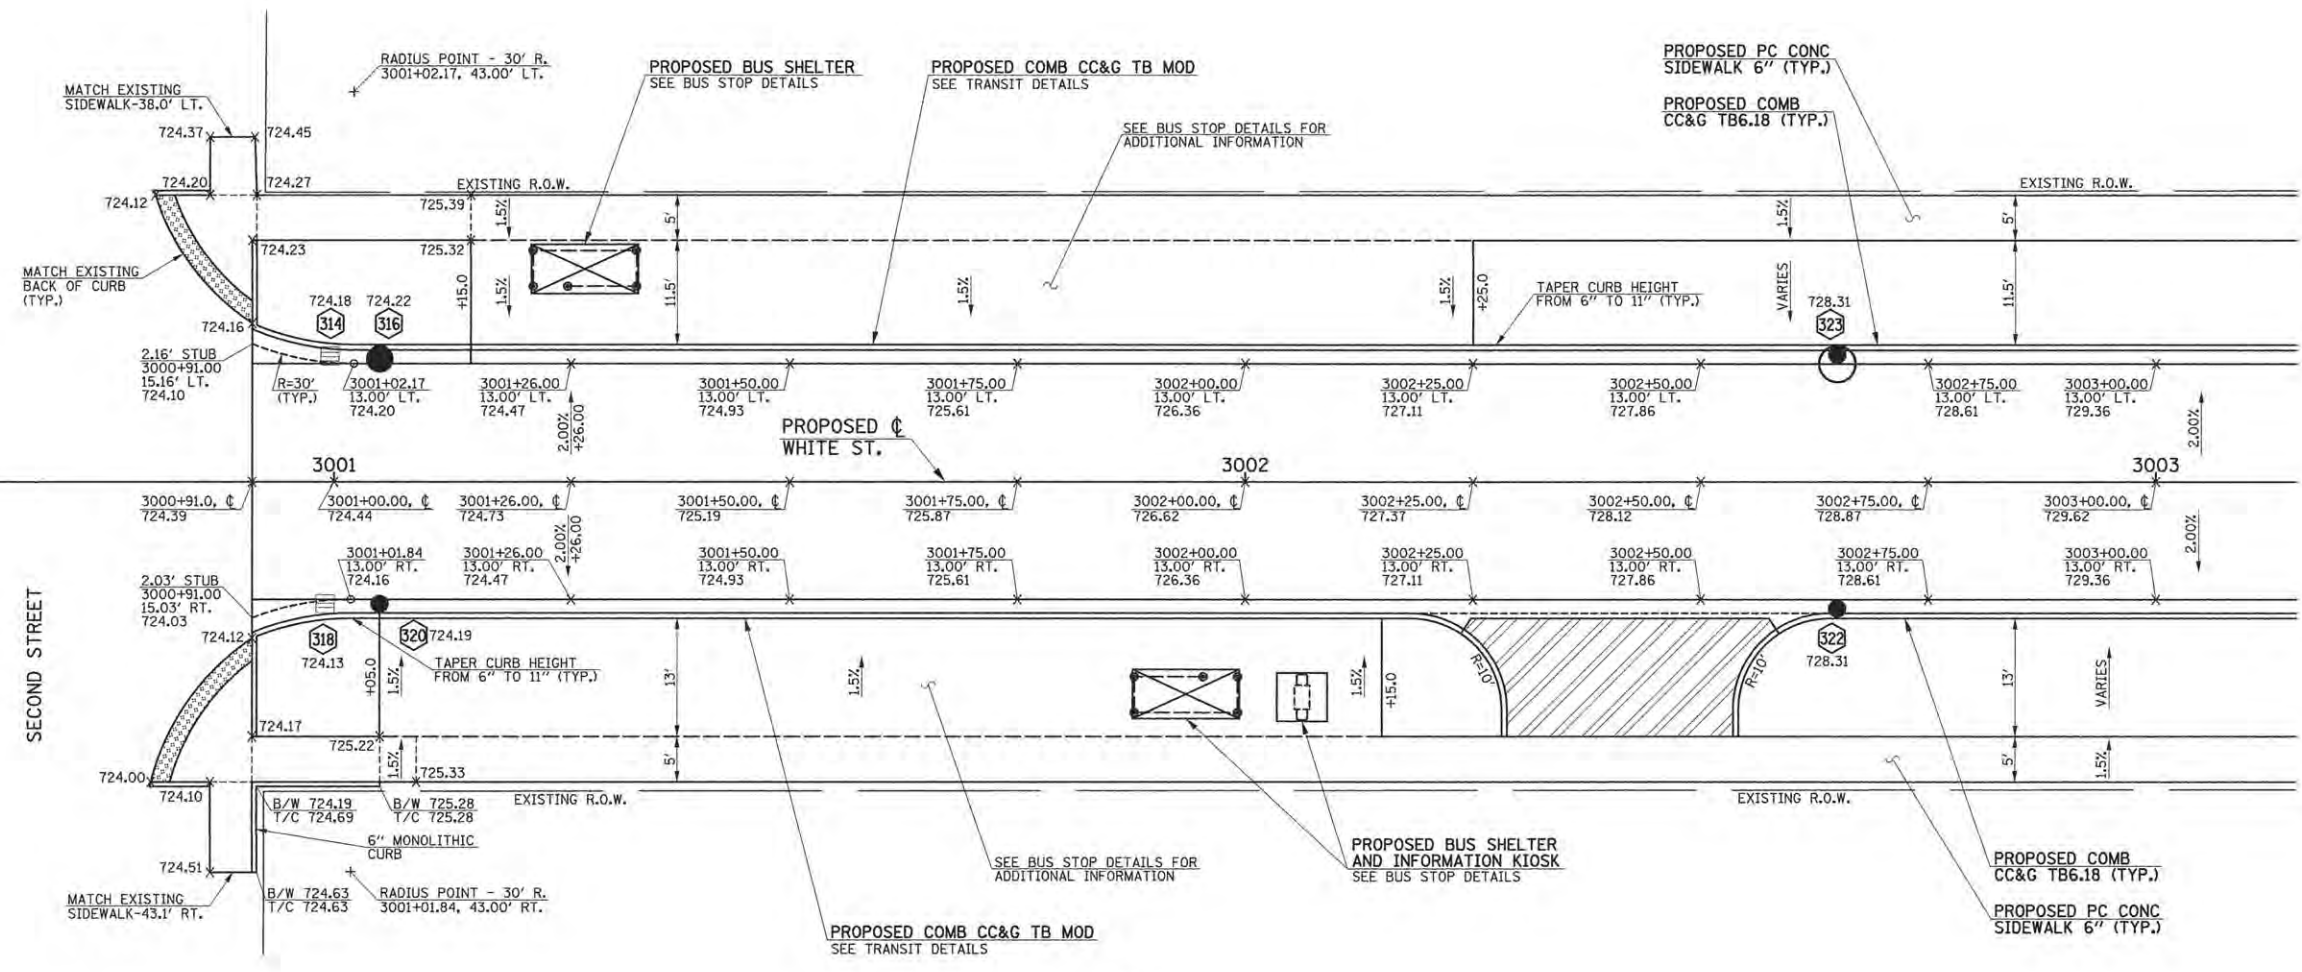 RADIUS POINT - 30' R.
3001+02.17, 43.00' LT.
PROPOSED BUS SHELTER
SEE BUS STOP DETAILS
PROPOSED COMB CC&G TB MOD
SEE TRANSIT DETAILS
PROPOSED PC CONC
SIDEWALK 6" (TYP.)
MATCH EXISTING
SIDEWALK-38.0' LT.
PROPOSED COMB
CC&G TB6.18 (TYP.)
724.37
724.45
SEE BUS STOP DETAILS FOR
ADDITIONAL INFORMATION
724.20
724.27
EXISTING R.O.W.
EXISTING R.O.W.
724.12
725.39
1.5%
5'
1.5%
5'
724.23
725.32
MATCH EXISTING
BACK OF CURB
(TYP.)
724.18
724.22
314
316
+15.0
1.5%
11.5'
1.5%
1.5%
+25.0
TAPER CURB HEIGHT
FROM 6" TO 11" (TYP.)
VARIES
728.31
323
11.5'
724.16
2.16' STUB
3000+91.00
15.16' LT.
724.10
R=30'
(TYP.)
3001+02.17
13.00' LT.
724.20
3001+26.00
13.00' LT.
724.47
3001+50.00
13.00' LT.
724.93
3001+75.00
13.00' LT.
725.61
3002+00.00
13.00' LT.
726.36
3002+25.00
13.00' LT.
727.11
3002+50.00
13.00' LT.
727.86
3002+75.00
13.00' LT.
728.61
3003+00.00
13.00' LT.
729.36
2.00%
+26.00
PROPOSED ℄
WHITE ST.
2.00%
3001
3002
3003
3000+91.0, ℄
724.39
3001+00.00, ℄
724.44
3001+26.00, ℄
724.73
3001+50.00, ℄
725.19
3001+75.00, ℄
725.87
3002+00.00, ℄
726.62
3002+25.00, ℄
727.37
3002+50.00, ℄
728.12
3002+75.00, ℄
728.87
3003+00.00, ℄
729.62
2.00%
+26.00
2.00%
3001+01.84
13.00' RT.
724.16
3001+26.00
13.00' RT.
724.47
3001+50.00
13.00' RT.
724.93
3001+75.00
13.00' RT.
725.61
3002+00.00
13.00' RT.
726.36
3002+25.00
13.00' RT.
727.11
3002+50.00
13.00' RT.
727.86
3002+75.00
13.00' RT.
728.61
3003+00.00
13.00' RT.
729.36
SECOND STREET
2.03' STUB
3000+91.00
15.03' RT.
724.03
724.12
318
724.13
320
724.19
TAPER CURB HEIGHT
FROM 6" TO 11" (TYP.)
+05.0
1.5%
13'
1.5%
1.5%
+15.0
R=10'
R=10'
322
728.31
13'
VARIES
724.17
725.22
1.5%
5'
5'
1.5%
724.00
725.33
724.10
B/W 724.19
T/C 724.69
B/W 725.28
T/C 725.28
EXISTING R.O.W.
EXISTING R.O.W.
6" MONOLITHIC
CURB
724.51
MATCH EXISTING
SIDEWALK-43.1' RT.
B/W 724.63
T/C 724.63
RADIUS POINT - 30' R.
3001+01.84, 43.00' RT.
SEE BUS STOP DETAILS FOR
ADDITIONAL INFORMATION
PROPOSED BUS SHELTER
AND INFORMATION KIOSK
SEE BUS STOP DETAILS
PROPOSED COMB
CC&G TB6.18 (TYP.)
PROPOSED PC CONC
SIDEWALK 6" (TYP.)
PROPOSED COMB CC&G TB MOD
SEE TRANSIT DETAILS